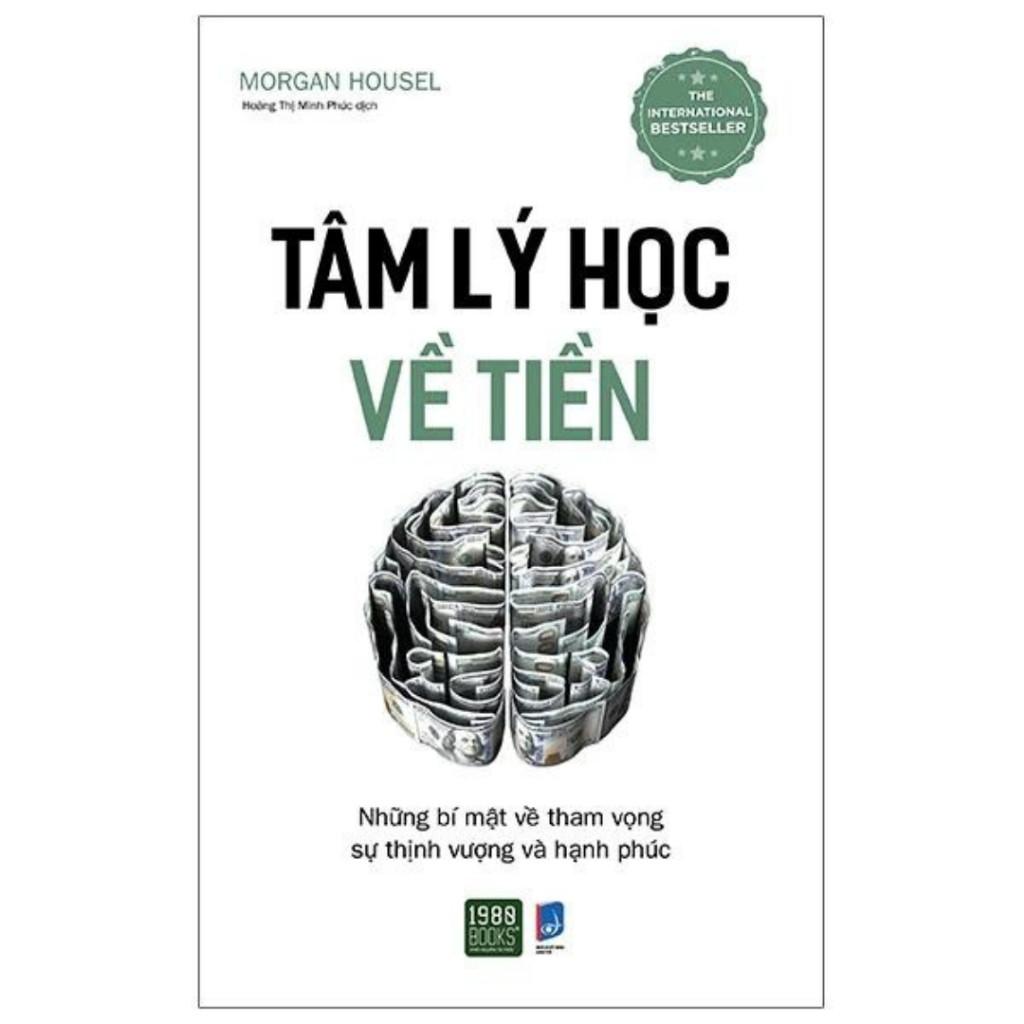 MORGAN HOUSEL
Hoàng Thị Minh Phúc dịch
THE
INTERNATIONAL
BESTSELLER
TÂM LÝ HỌC
VỀ TIỀN
Những bí mật về tham vọng
sự thịnh vượng và hạnh phúc
1980
BOOKS